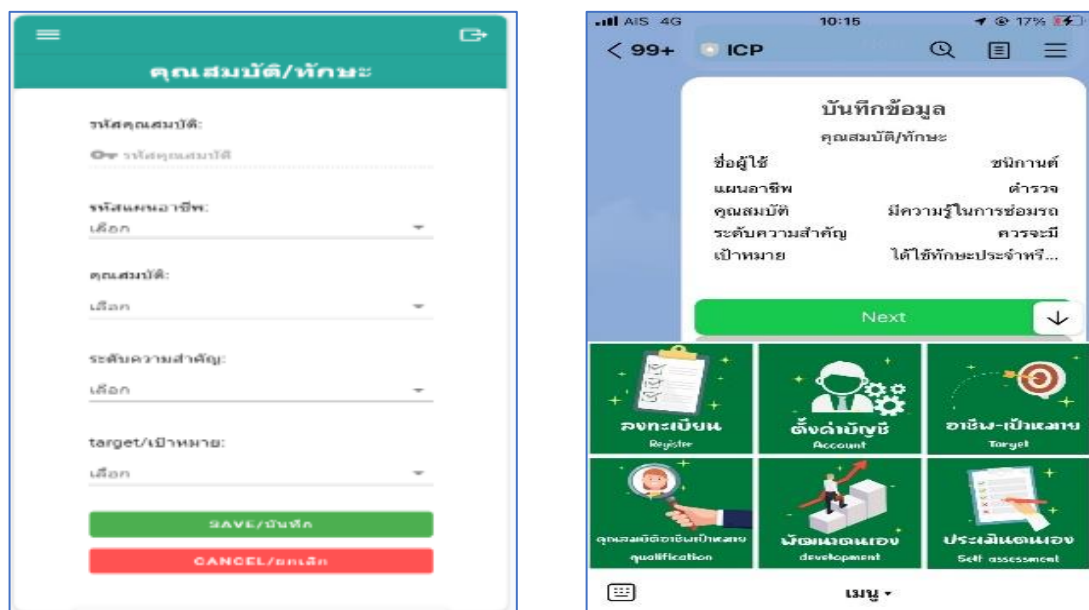 คุณสมบัติ/ทักษะ
รหัสคุณสมบัติ:
รหัสคุณสมบัติ
รหัสแผนอาชีพ:
เลือก
คุณสมบัติ:
เลือก
ระดับความสำคัญ:
เลือก
target/เป้าหมาย:
เลือก
SAVE/บันทึก
CANCEL/ยกเลิก
AIS 4G 10:15 17%
99+ ICP
บันทึกข้อมูล
คุณสมบัติ/ทักษะ
ชื่อผู้ใช้ ชนิกานต์
แผนอาชีพ ตำรวจ
คุณสมบัติ มีความรู้ในการซ่อมรถ
ระดับความสำคัญ ควรจะมี
เป้าหมาย ได้ใช้ทักษะประจำทรี...
Next
ลงทะเบียน ตั้งค่าบัญชี อาชีพ-เป้าหมาย
Register Account Target
คุณสมบัติอาชีพเป้าหมาย พัฒนาตนเอง ประเมินตนเอง
qualification development Self assessment
เมนู